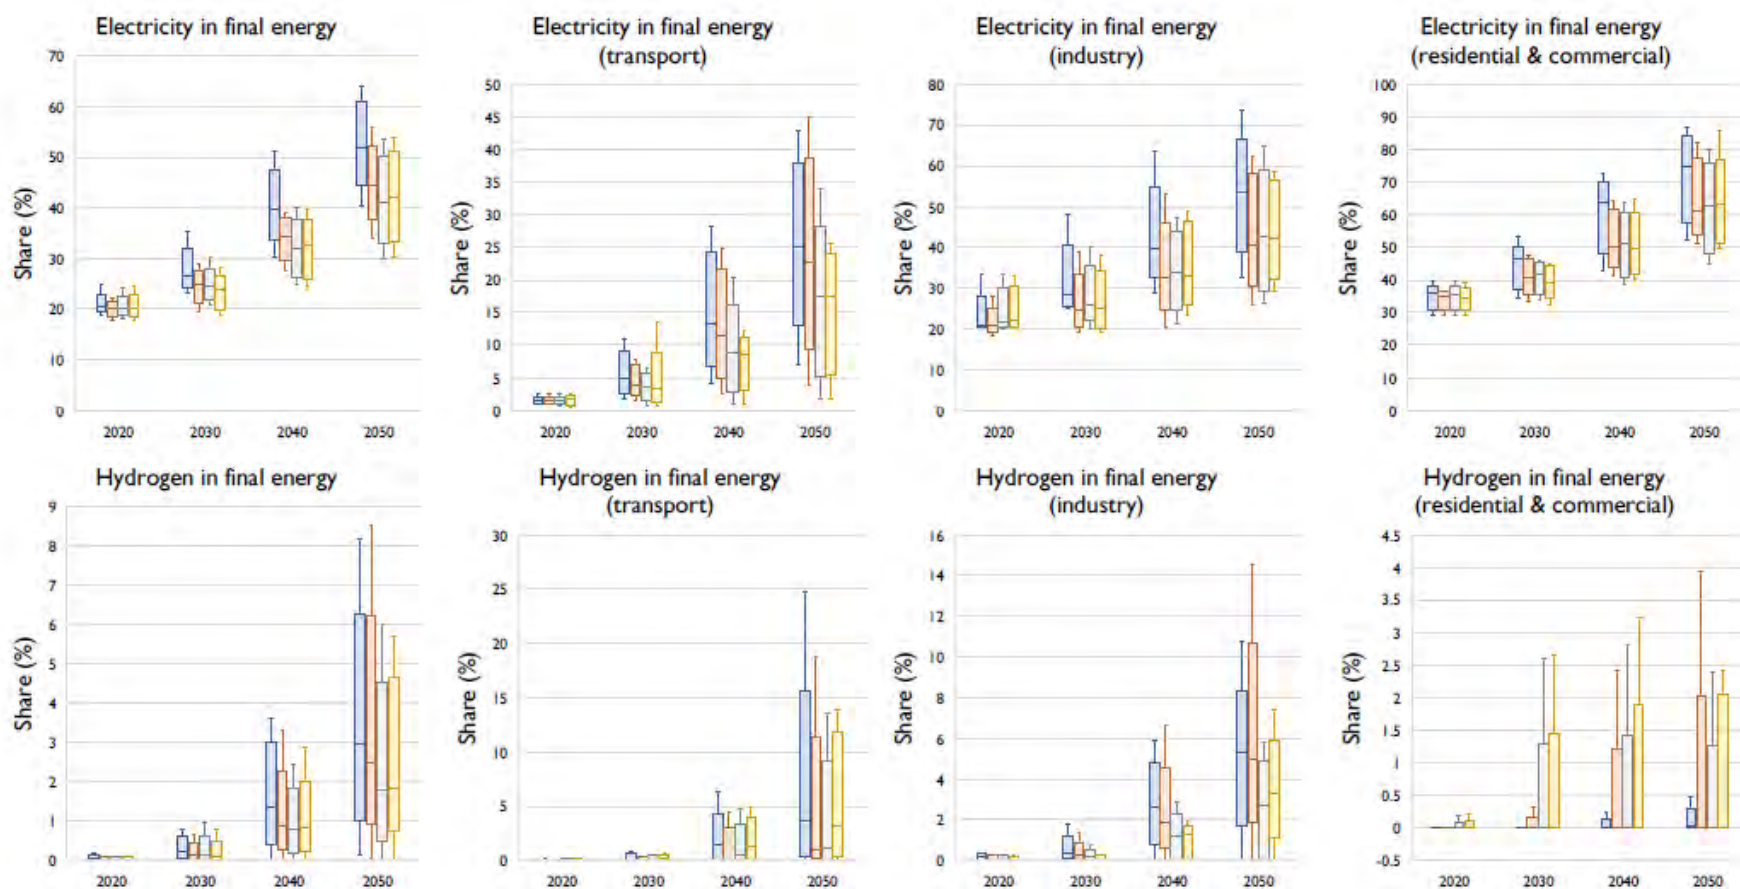 Electricity in final energy
Share (%)
70
60
50
40
30
20
10
0
2020 2030 2040 2050
Electricity in final energy
(transport)
Share (%)
50
45
40
35
30
25
20
15
10
5
0
2020 2030 2040 2050
Electricity in final energy
(industry)
Share (%)
80
70
60
50
40
30
20
10
0
2020 2030 2040 2050
Electricity in final energy
(residential & commercial)
Share (%)
100
90
80
70
60
50
40
30
20
10
0
2020 2030 2040 2050
Hydrogen in final energy
Share (%)
9
8
7
6
5
4
3
2
1
0
2020 2030 2040 2050
Hydrogen in final energy
(transport)
Share (%)
30
25
20
15
10
5
0
2020 2030 2040 2050
Hydrogen in final energy
(industry)
Share (%)
16
14
12
10
8
6
4
2
0
2020 2030 2040 2050
Hydrogen in final energy
(residential & commercial)
Share (%)
4.5
4
3.5
3
2.5
2
1.5
1
0.5
0
-0.5
2020 2030 2040 2050